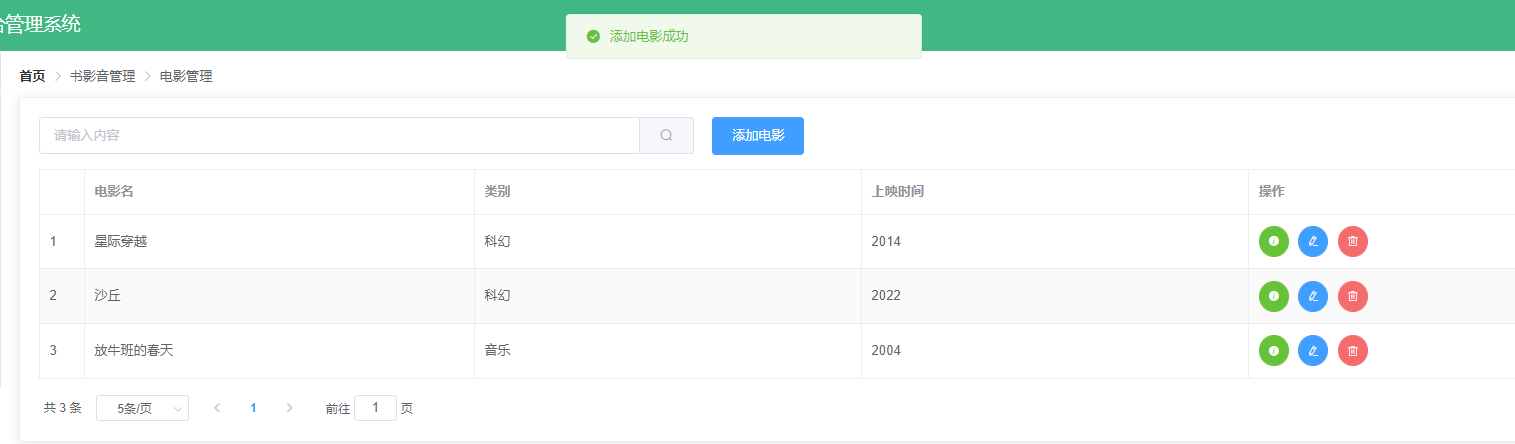 台管理系统
添加电影成功
首页 > 书影音管理 > 电影管理
请输入内容 添加电影
电影名 类别 上映时间 操作
1 星际穿越 科幻 2014
2 沙丘 科幻 2022
3 放牛班的春天 音乐 2004
共 3 条 5条/页 1 前往 1 页